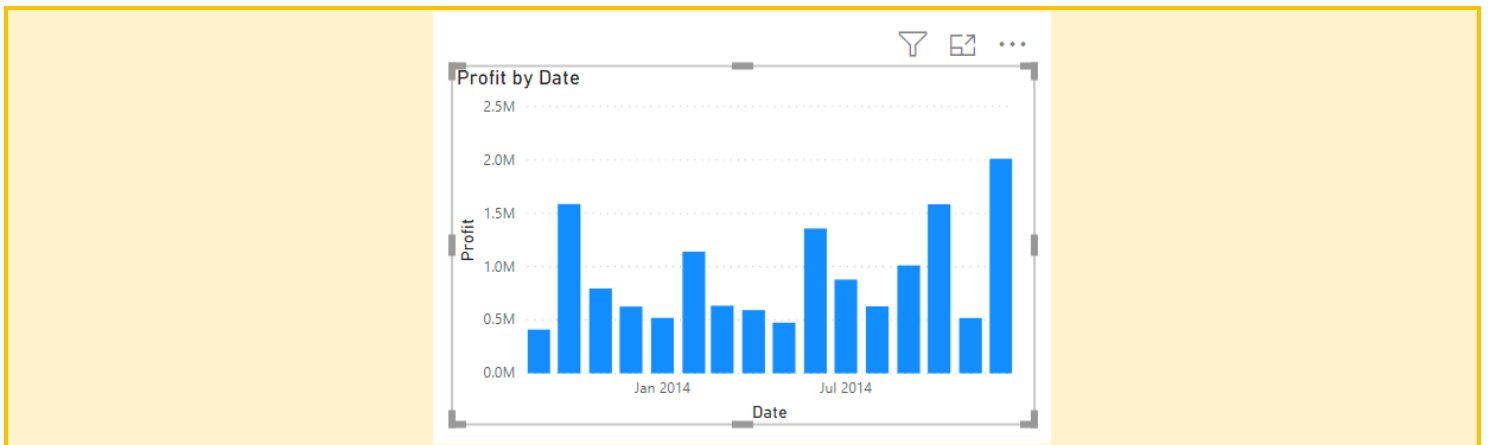 Profit by Date
2.5M
2.0M
1.5M
1.0M
0.5M
0.0M
Profit
Jan 2014 Jul 2014
Date